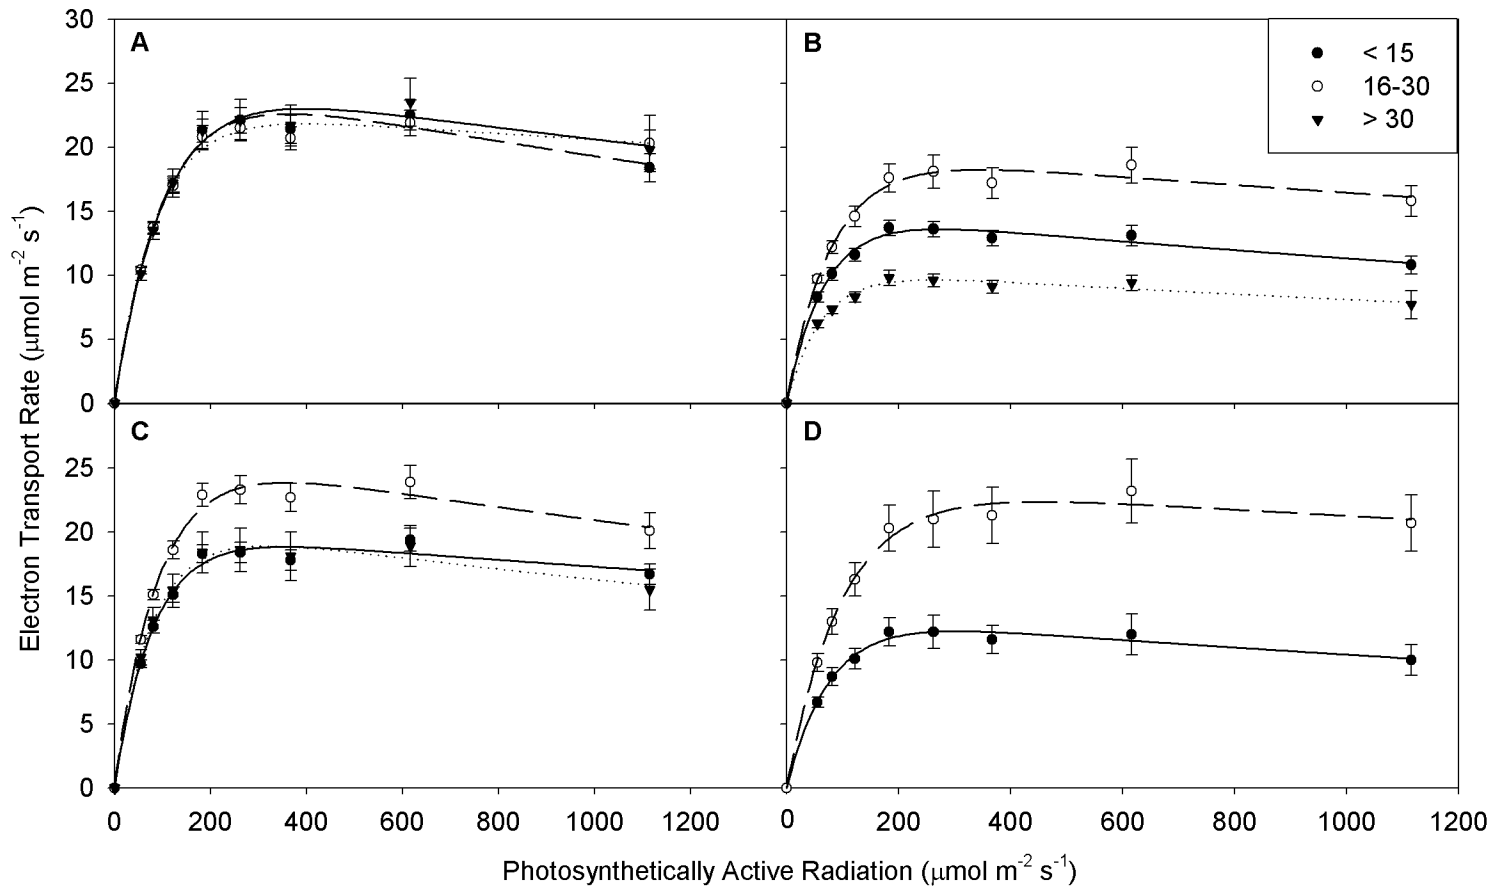 A
B
< 15
16-30
> 30
30
25
20
15
10
5
0
C
D
25
20
15
10
5
0
Electron Transport Rate (μmol m⁻² s⁻¹)
0 200 400 600 800 1000 1200
0 200 400 600 800 1000 1200
Photosynthetically Active Radiation (μmol m⁻² s⁻¹)